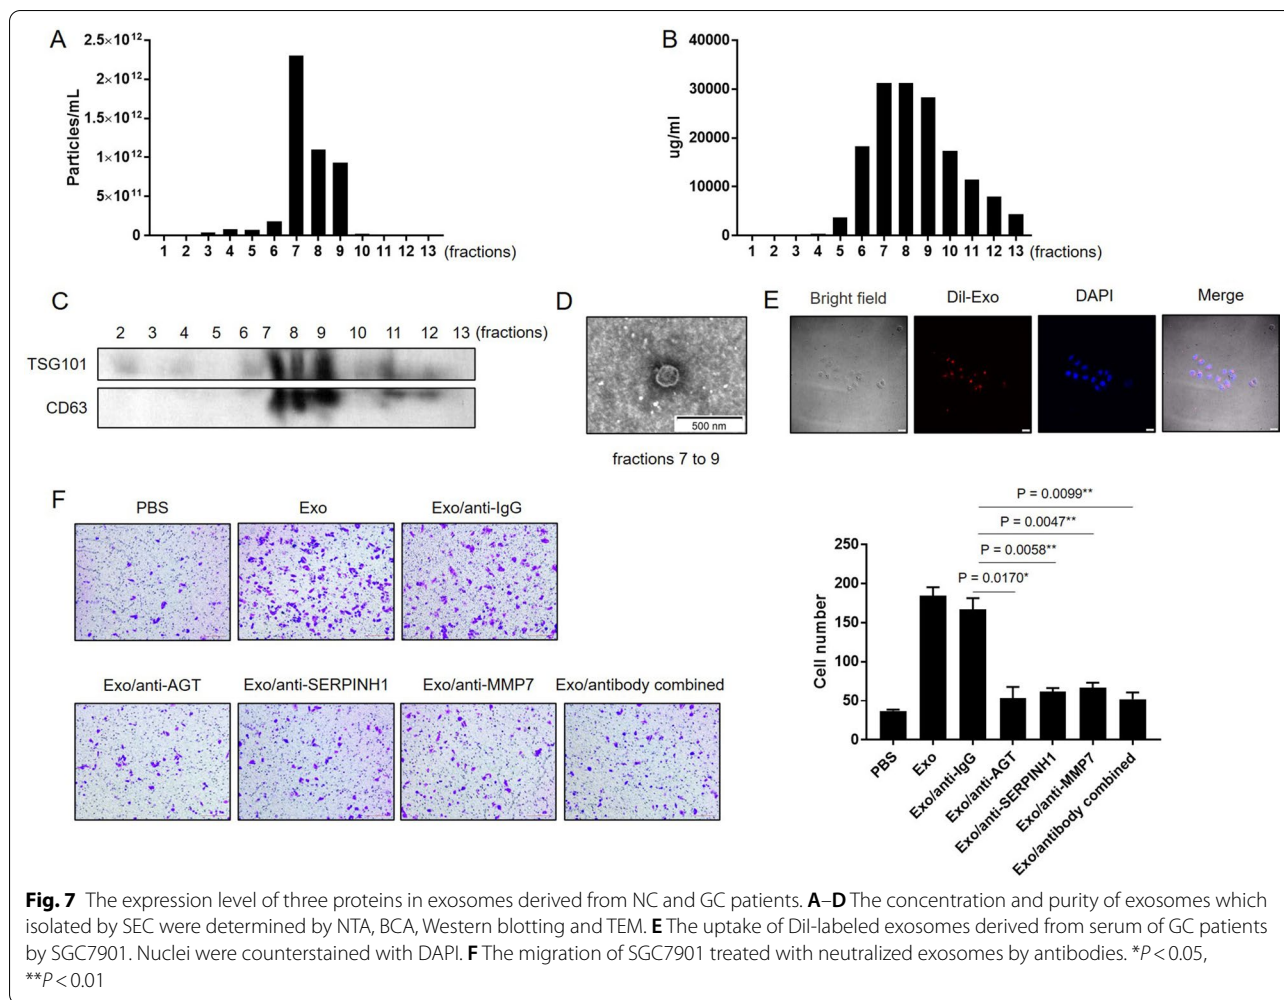 A
2.5×10¹²
2×10¹²
1.5×10¹²
1×10¹²
5×10¹¹
0
Particles/mL
1 2 3 4 5 6 7 8 9 10 11 12 13 (fractions)
B
40000
30000
20000
10000
0
ug/ml
1 2 3 4 5 6 7 8 9 10 11 12 13 (fractions)
C
2 3 4 5 6 7 8 9 10 11 12 13 (fractions)
TSG101
CD63
D
500 nm
fractions 7 to 9
E
Bright field Dil-Exo DAPI Merge
F
PBS Exo Exo/anti-IgG
Exo/anti-AGT Exo/anti-SERPINH1 Exo/anti-MMP7 Exo/antibody combined
P = 0.0099**
P = 0.0047**
P = 0.0058**
P = 0.0170*
250
200
150
100
50
0
Cell number
PBS
Exo
Exo/anti-IgG
Exo/anti-AGT
Exo/anti-SERPINH1
Exo/anti-MMP7
Exo/antibody combined
Fig. 7 The expression level of three proteins in exosomes derived from NC and GC patients. A–D The concentration and purity of exosomes which
isolated by SEC were determined by NTA, BCA, Western blotting and TEM. E The uptake of Dil-labeled exosomes derived from serum of GC patients
by SGC7901. Nuclei were counterstained with DAPI. F The migration of SGC7901 treated with neutralized exosomes by antibodies. *P < 0.05,
**P < 0.01